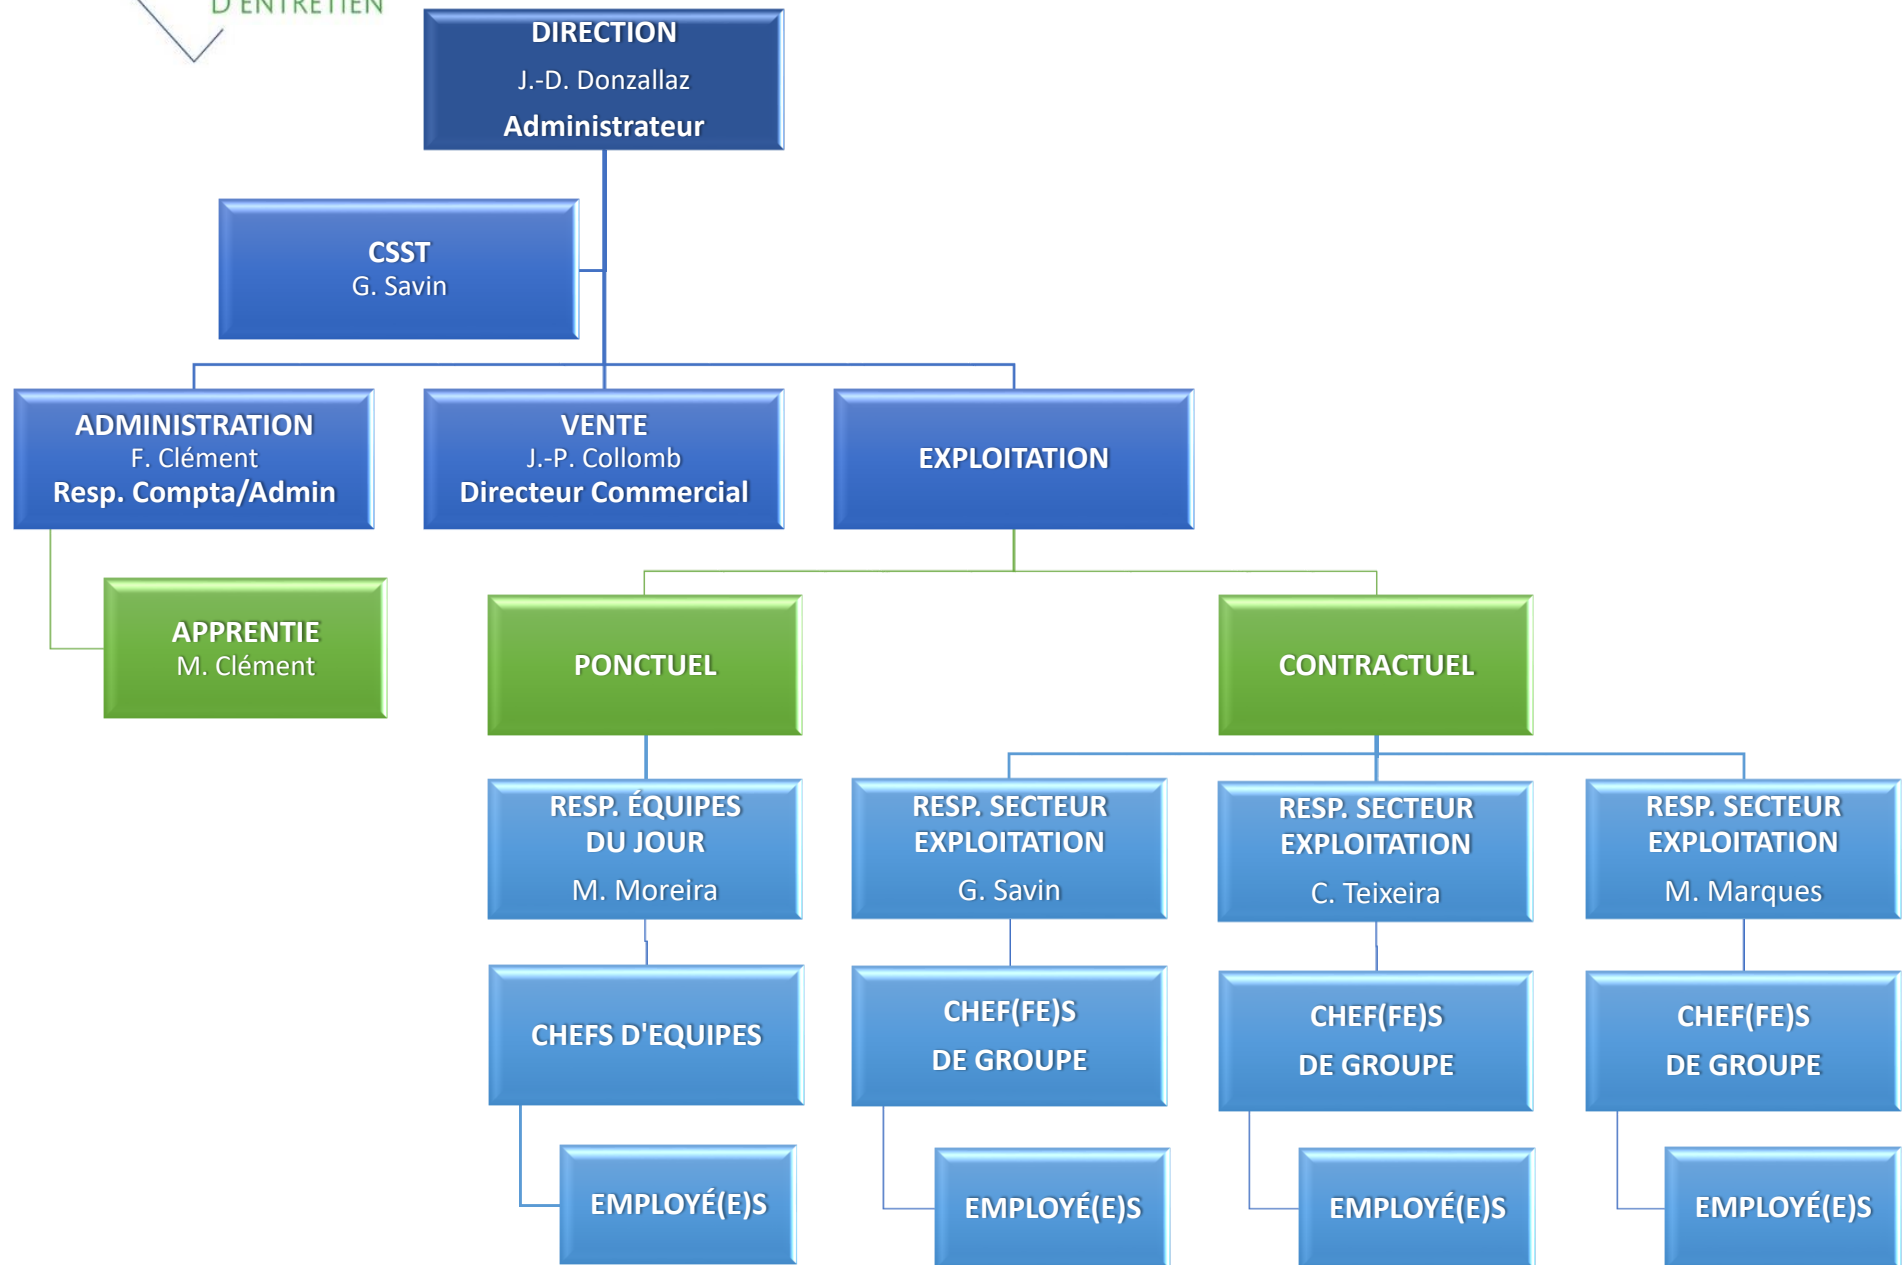 D'ENTRETIEN
DIRECTION
J.-D. Donzallaz
Administrateur
CSST
G. Savin
ADMINISTRATION
F. Clément
Resp. Compta/Admin
VENTE
J.-P. Collomb
Directeur Commercial
EXPLOITATION
APPRENTIE
M. Clément
PONCTUEL
CONTRACTUEL
RESP. ÉQUIPES
DU JOUR
M. Moreira
RESP. SECTEUR
EXPLOITATION
G. Savin
RESP. SECTEUR
EXPLOITATION
C. Teixeira
RESP. SECTEUR
EXPLOITATION
M. Marques
CHEFS D'EQUIPES
CHEF(FE)S
DE GROUPE
CHEF(FE)S
DE GROUPE
CHEF(FE)S
DE GROUPE
EMPLOYÉ(E)S
EMPLOYÉ(E)S
EMPLOYÉ(E)S
EMPLOYÉ(E)S